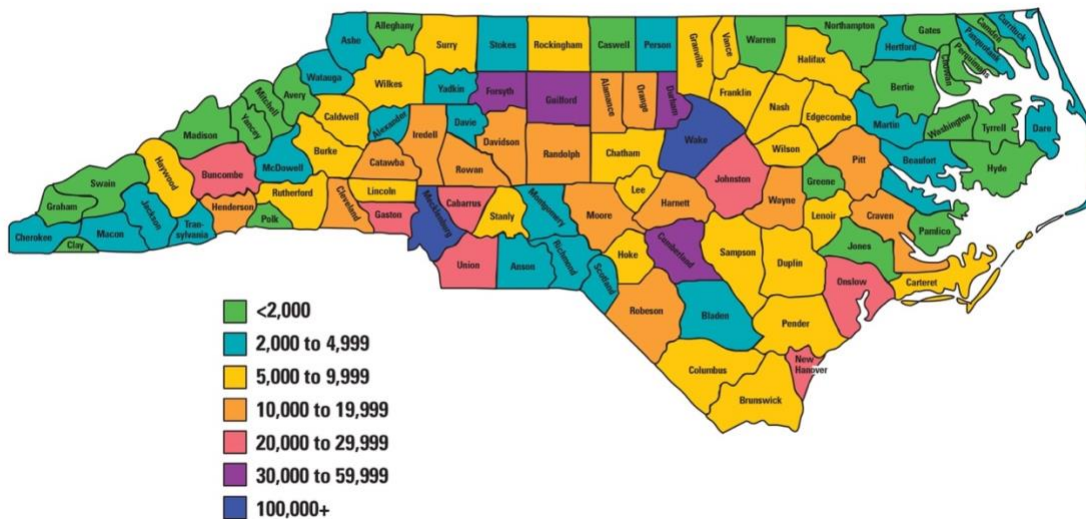 Ashe
Alleghany
Surry
Stokes
Rockingham
Caswell
Person
Granville
Vance
Warren
Northampton
Gates
Camden
Currituck
Pasquotank
Perquimans
Chowan
Hertford
Halifax
Bertie
Watauga
Wilkes
Yadkin
Forsyth
Guilford
Alamance
Orange
Durham
Franklin
Nash
Edgecombe
Martin
Washington
Tyrrell
Dare
Mitchell
Avery
Yancey
Madison
Caldwell
Alexander
Iredell
Davie
Davidson
Randolph
Chatham
Wake
Wilson
Pitt
Beaufort
Hyde
Swain
Haywood
Buncombe
McDowell
Burke
Catawba
Rowan
Johnston
Greene
Graham
Jackson
Henderson
Rutherford
Polk
Cleveland
Lincoln
Gaston
Mecklenburg
Cabarrus
Stanly
Montgomery
Moore
Lee
Harnett
Wayne
Lenoir
Craven
Pamlico
Cherokee
Clay
Macon
Tran-
sylvania
Union
Anson
Richmond
Scotland
Hoke
Cumberland
Sampson
Duplin
Jones
Onslow
Carteret
Robeson
Bladen
Pender
New
Hanover
Columbus
Brunswick
<2,000
2,000 to 4,999
5,000 to 9,999
10,000 to 19,999
20,000 to 29,999
30,000 to 59,999
100,000+